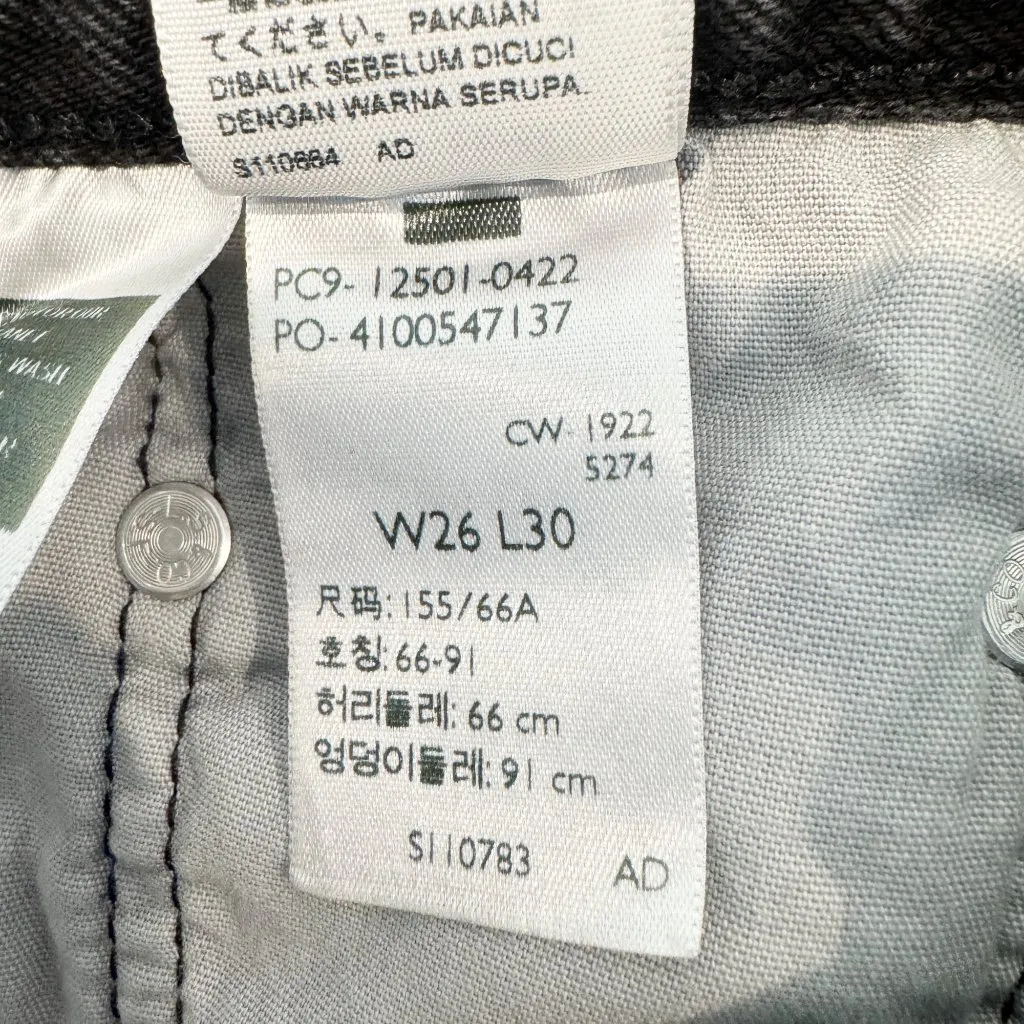 てください。PAKAIAN
DIBALIK SEBELUM DICUCI
DENGAN WARNA SERUPA.
S110664 AD
WASH
PC9- 12501-0422
PO- 4100547137
CW- 1922
5274
W26 L30
尺码: 155/66A
호칭: 66-91
허리둘레: 66 cm
엉덩이둘레: 91 cm
S110783 AD